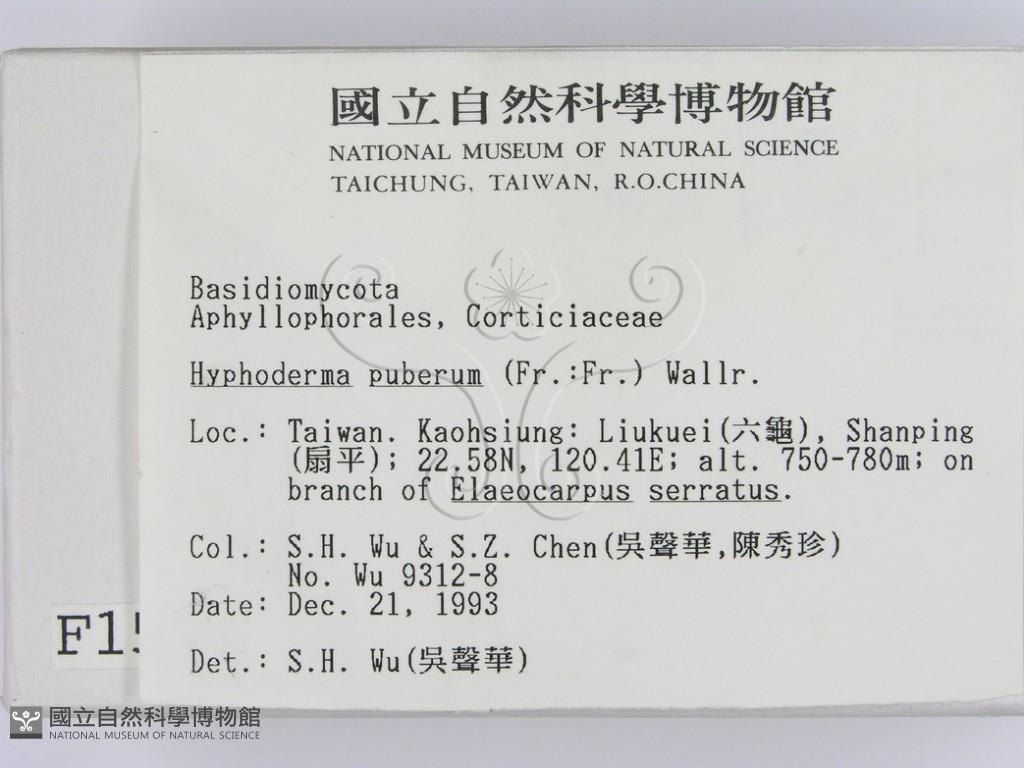 國立自然科學博物館
NATIONAL MUSEUM OF NATURAL SCIENCE
TAICHUNG, TAIWAN, R.O.CHINA
Basidiomycota
Aphyllophorales, Corticiaceae
Hyphoderma puberum (Fr.:Fr.) Wallr.
Loc.: Taiwan. Kaohsiung: Liukuei(六龜), Shanping
(扇平); 22.58N, 120.41E; alt. 750-780m; on
branch of Elaeocarpus serratus.
Col.: S.H. Wu & S.Z. Chen(吳聲華,陳秀珍)
No. Wu 9312-8
Date: Dec. 21, 1993
Det.: S.H. Wu(吳聲華)
國立自然科學博物館
NATIONAL MUSEUM OF NATURAL SCIENCE